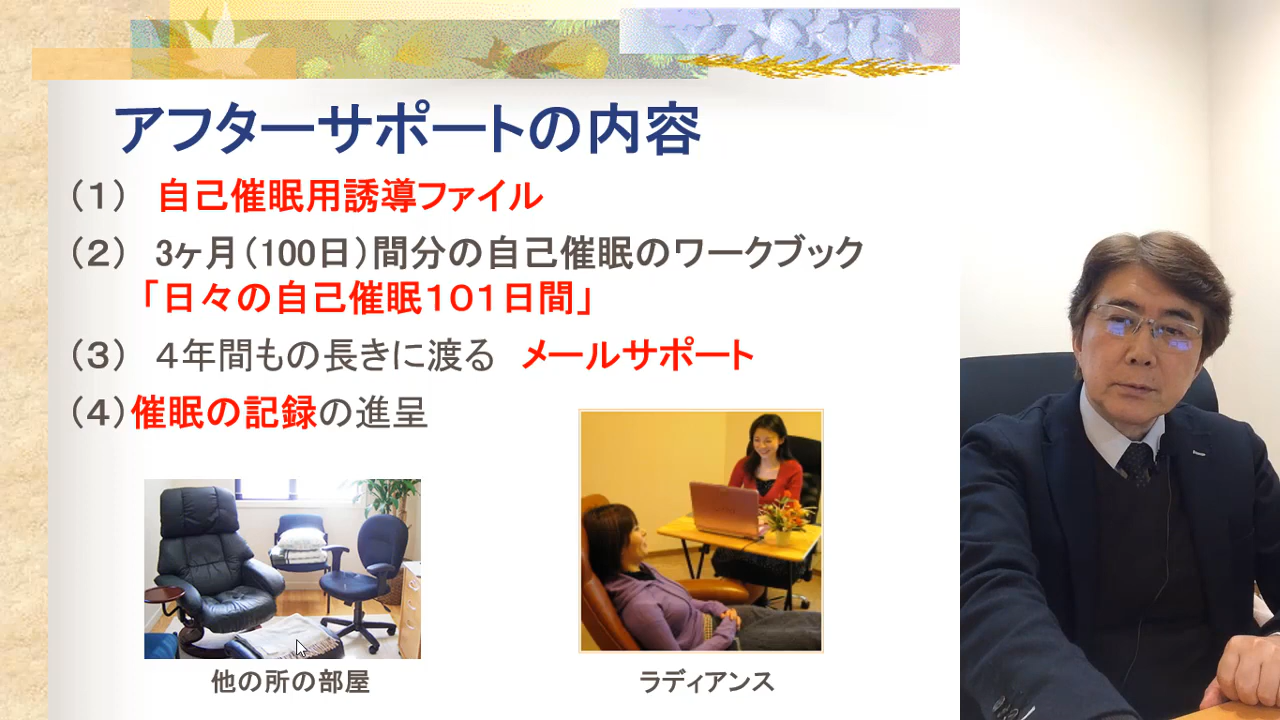 アフターサポートの内容
（１） 自己催眠用誘導ファイル
（２） 3ヶ月（100日）間分の自己催眠のワークブック
「日々の自己催眠１０１日間」
（３） ４年間もの長きに渡る メールサポート
（４）催眠の記録の進呈
他の所の部屋
ラディアンス